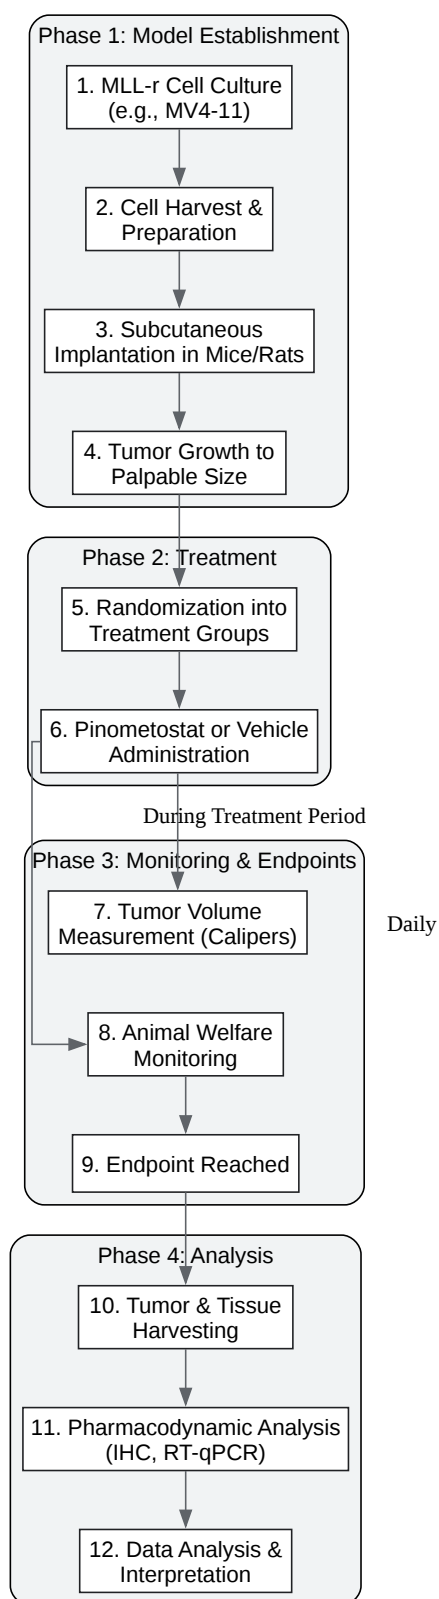 Phase 1: Model Establishment
1. MLL-r Cell Culture
(e.g., MV4-11)
2. Cell Harvest &
Preparation
3. Subcutaneous
Implantation in Mice/Rats
4. Tumor Growth to
Palpable Size
Phase 2: Treatment
5. Randomization into
Treatment Groups
6. Pinometostat or Vehicle
Administration
During Treatment Period
Phase 3: Monitoring & Endpoints
7. Tumor Volume
Measurement (Calipers)
Daily
8. Animal Welfare
Monitoring
9. Endpoint Reached
Phase 4: Analysis
10. Tumor & Tissue
Harvesting
11. Pharmacodynamic Analysis
(IHC, RT-qPCR)
12. Data Analysis &
Interpretation